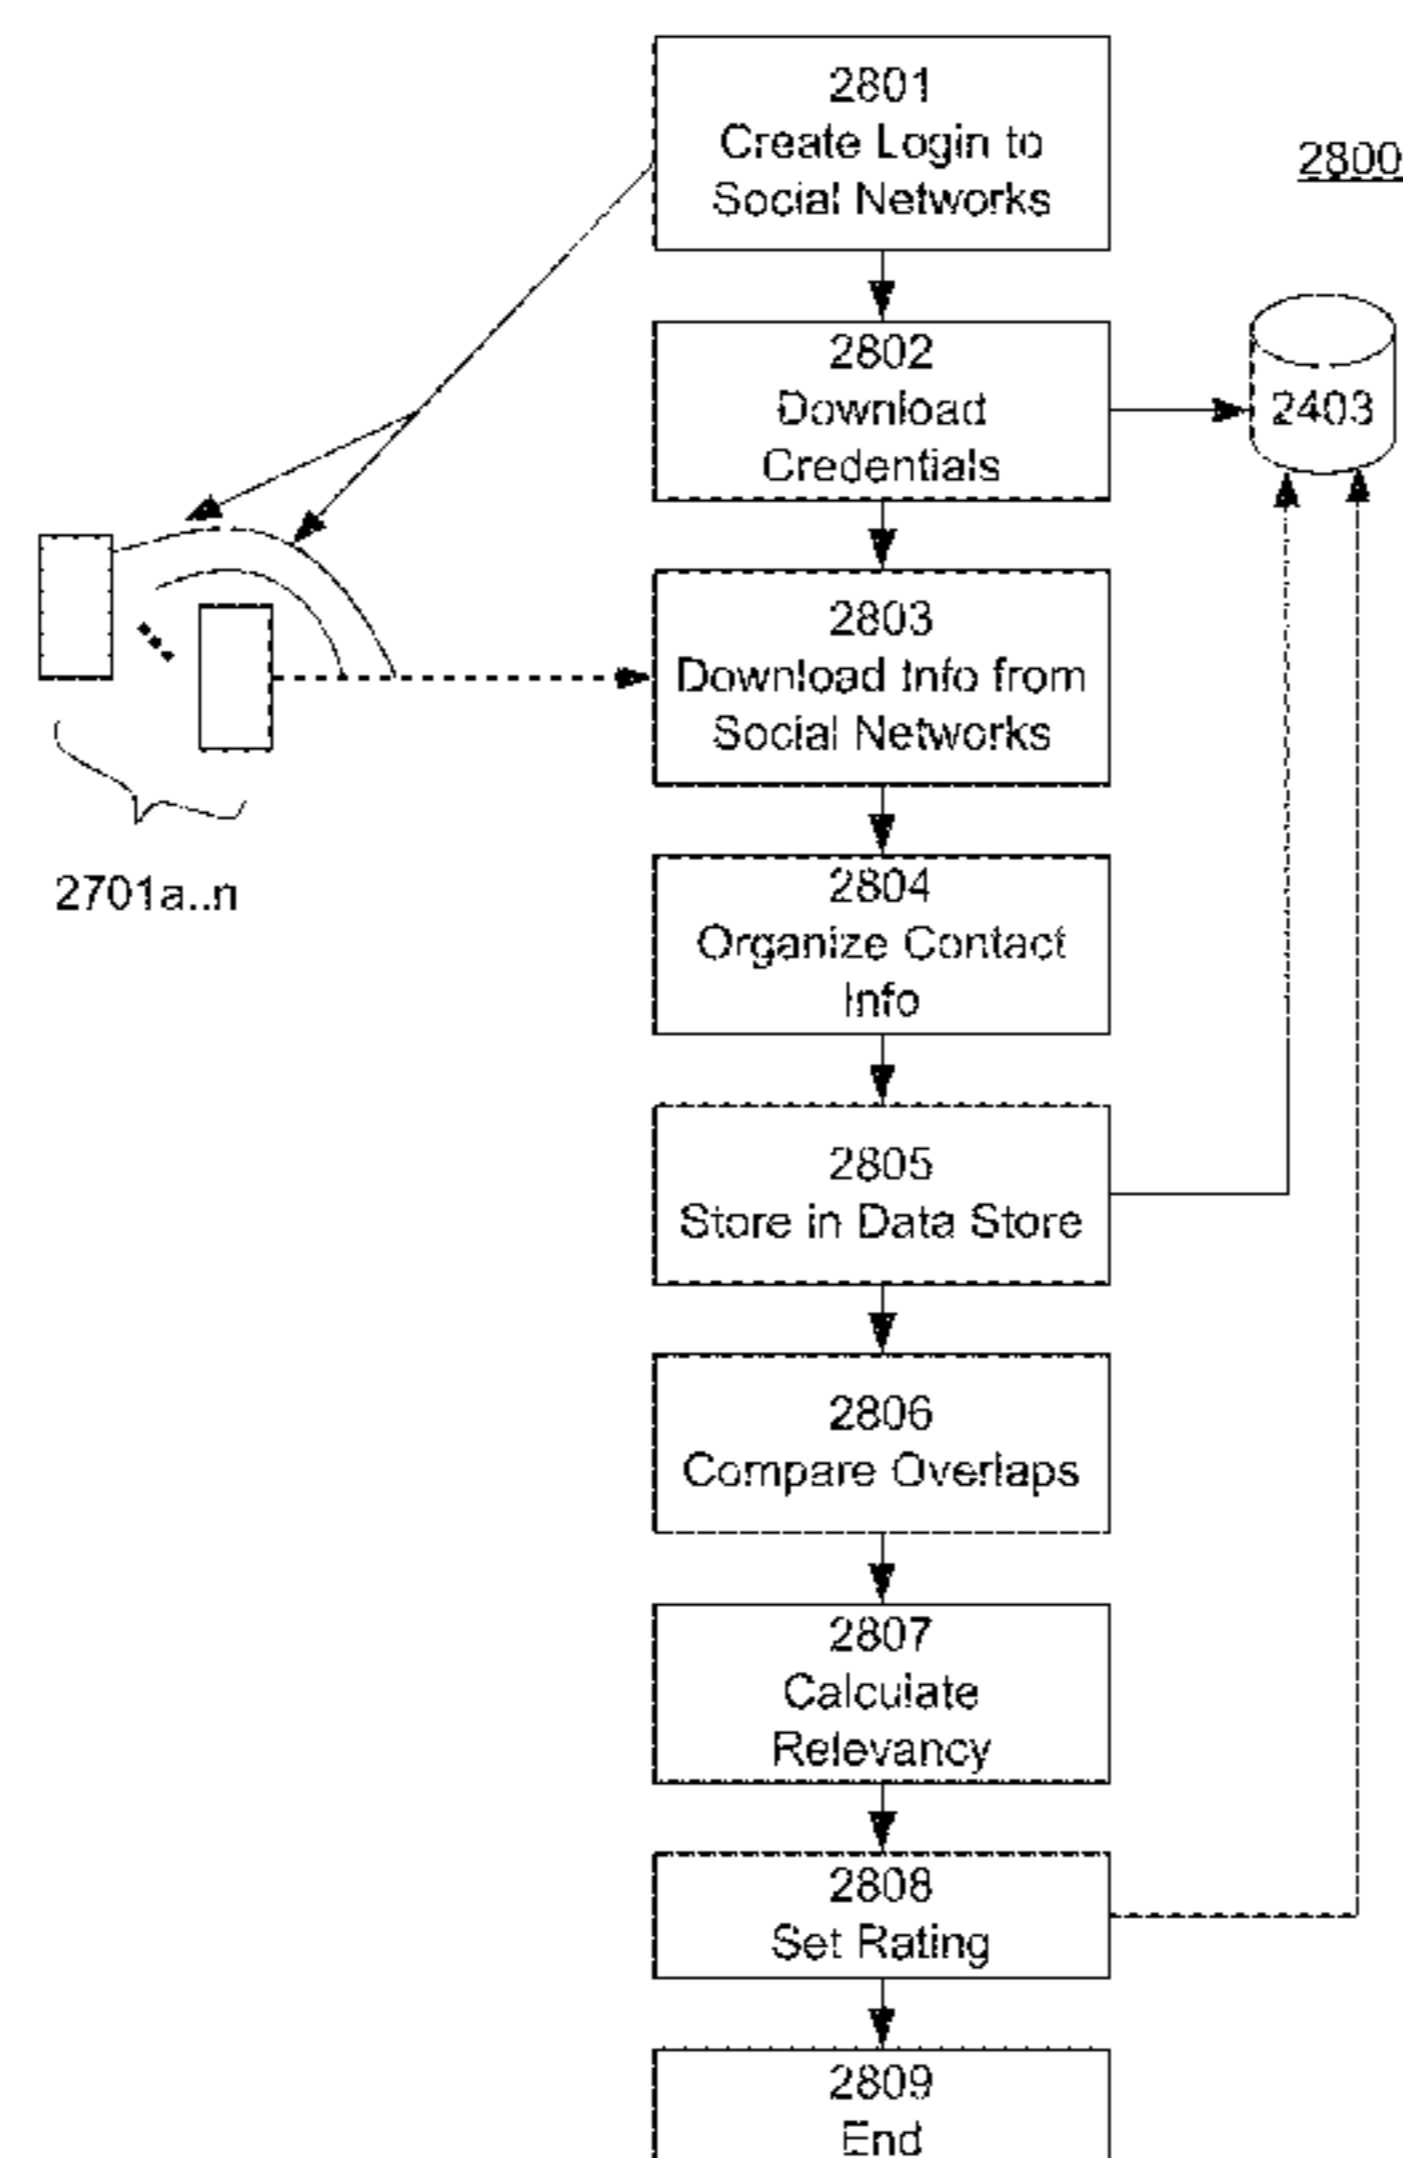 2801
Create Login to
Social Networks
2800
2802
Download
Credentials
2403
2803
Download Info from
Social Networks
2701a..n
2804
Organize Contact
Info
2805
Store in Data Store
2806
Compare Overlaps
2807
Calculate
Relevancy
2808
Set Rating
2809
End